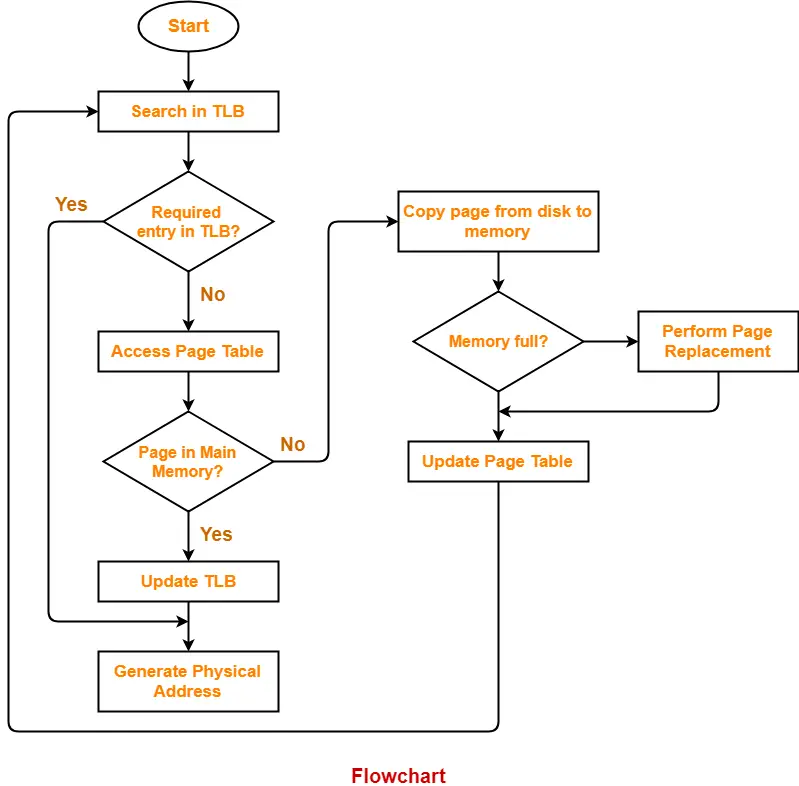 Start
Search in TLB
Yes
Required
entry in TLB?
No
Access Page Table
Page in Main
Memory?
No
Yes
Update TLB
Generate Physical
Address
Copy page from disk to
memory
Memory full?
Perform Page
Replacement
Update Page Table
Flowchart